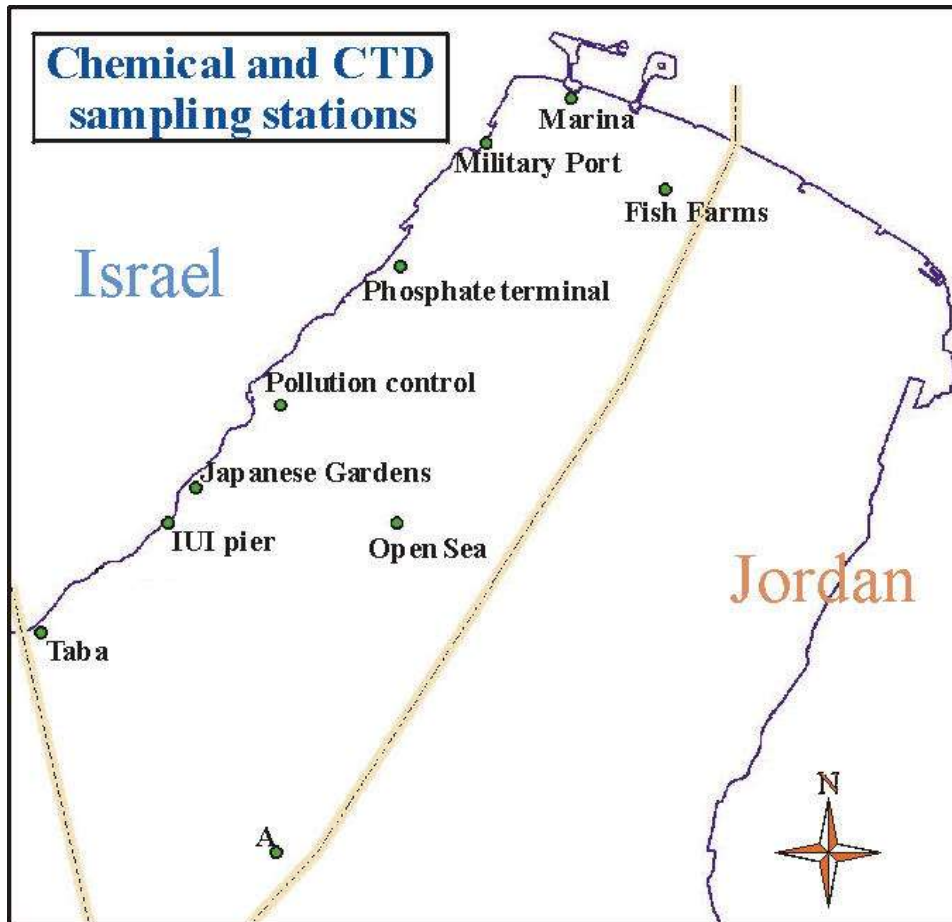 Chemical and CTD
sampling stations
Marina
Military Port
Fish Farms
Israel
Phosphate terminal
Pollution control
Japanese Gardens
IUI pier
Open Sea
Jordan
Taba
N
A